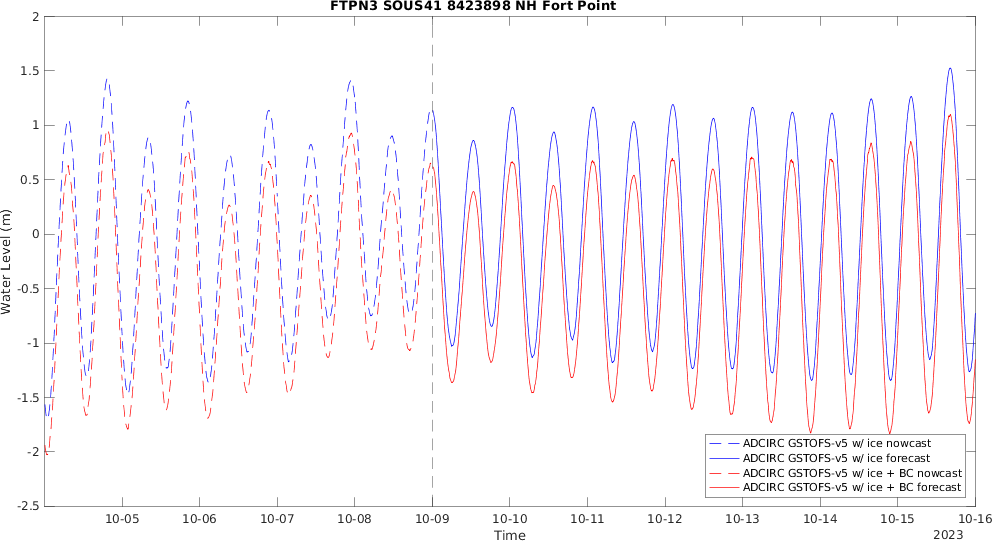 FTPN3 SOUS41 8423898 NH Fort Point
2
1.5
1
0.5
0
-0.5
-1
-1.5
-2
-2.5
Water Level (m)
10-05 10-06 10-07 10-08 10-09 10-10 10-11 10-12 10-13 10-14 10-15 10-16
Time
2023
ADCIRC GSTOFS-v5 w/ ice nowcast
ADCIRC GSTOFS-v5 w/ ice forecast
ADCIRC GSTOFS-v5 w/ ice + BC nowcast
ADCIRC GSTOFS-v5 w/ ice + BC forecast